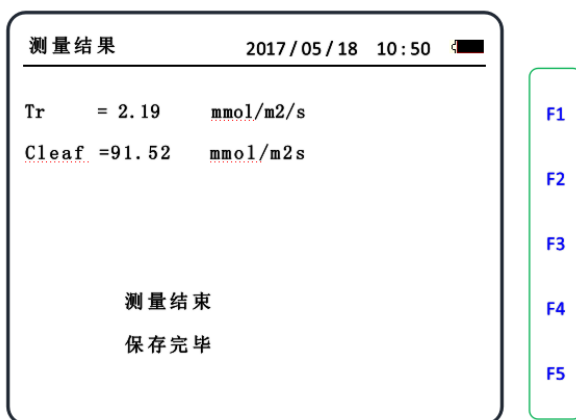 测量结果 2017/05/18 10:50
Tr = 2.19 mmol/m2/s
Cleaf =91.52 mmol/m2s
测量结束
保存完毕
F1
F2
F3
F4
F5